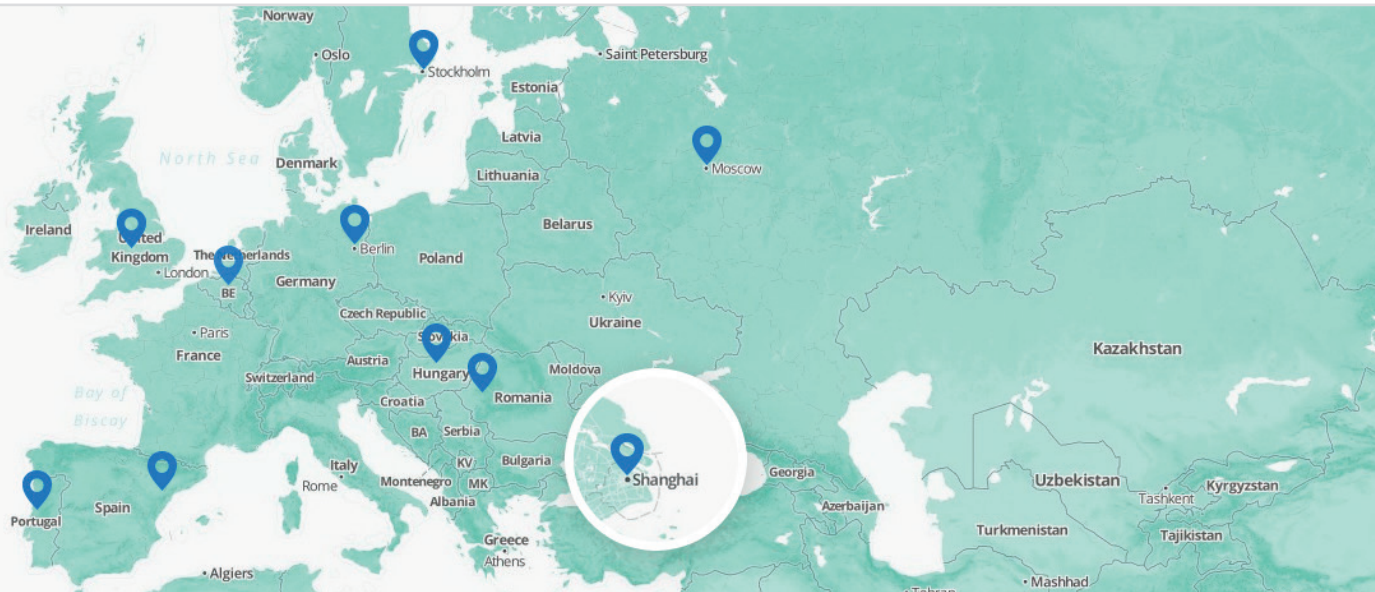 Norway
Oslo
Saint Petersburg
Stockholm
Estonia
Latvia
North Sea
Denmark
Moscow
Lithuania
Belarus
Ireland
United
Kingdom
Berlin
The Netherlands
Poland
London
Germany
BE
Kyiv
Czech Republic
Ukraine
Paris
Slovakia
France
Austria
Kazakhstan
Moldova
Hungary
Switzerland
Bay of
Biscay
Romania
Croatia
BA
Serbia
Italy
KV
Bulgaria
Georgia
Rome
Montenegro
MK
Shanghai
Uzbekistan
Kyrgyzstan
Tashkent
Albania
Spain
Azerbaijan
Portugal
Turkmenistan
Tajikistan
Greece
Athens
Algiers
Mashhad